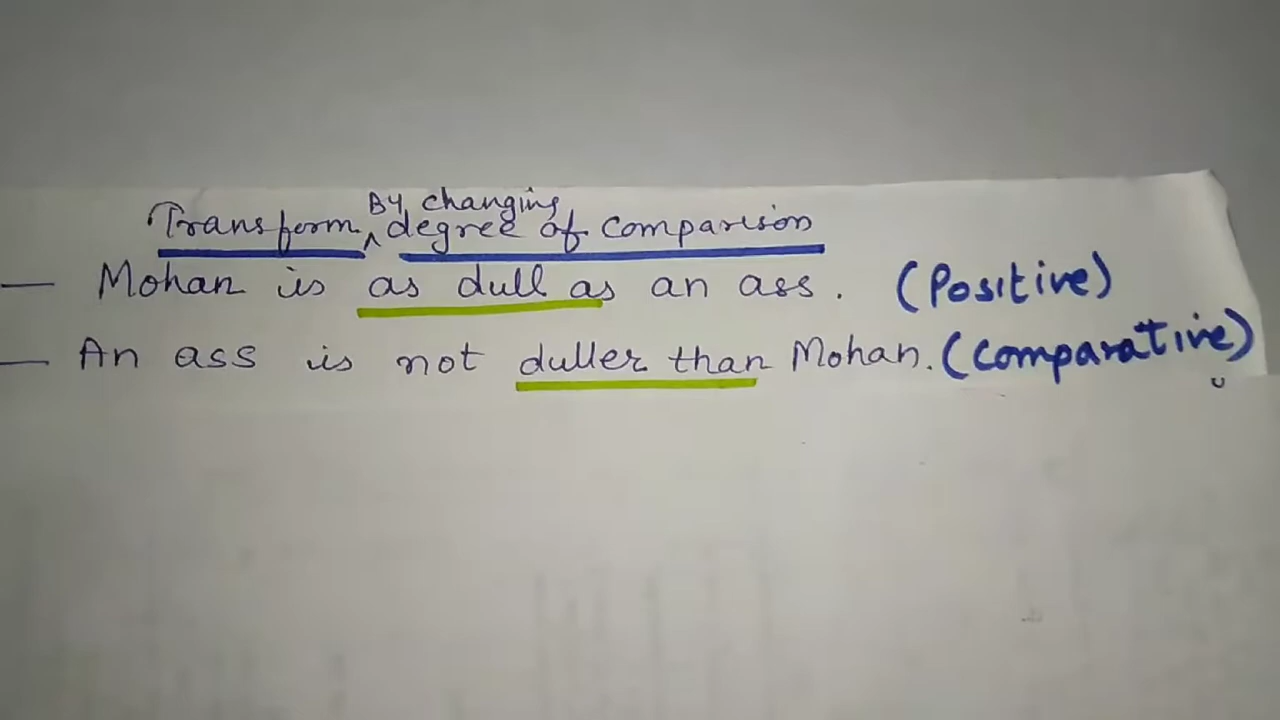 Transform By changing degree of comparison
— Mohan is as dull as an ass. (Positive)
— An ass is not duller than Mohan. (Comparative)